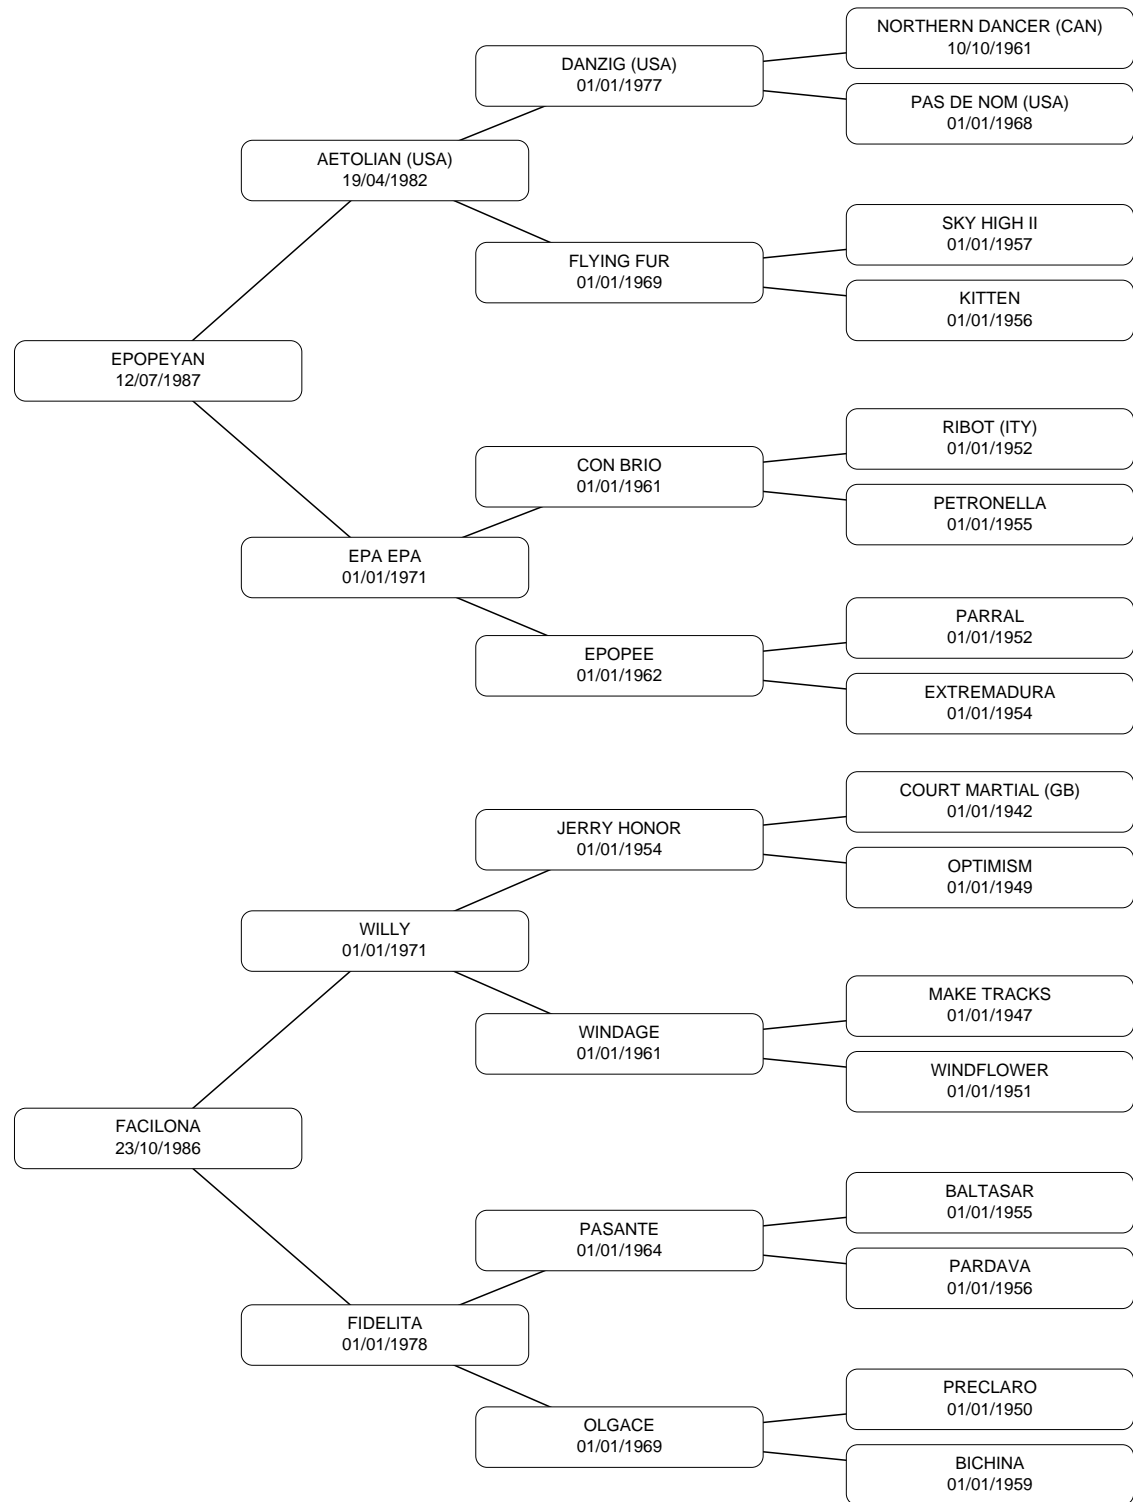 NORTHERN DANCER (CAN)
10/10/1961
DANZIG (USA)
01/01/1977
PAS DE NOM (USA)
01/01/1968
AETOLIAN (USA)
19/04/1982
SKY HIGH II
01/01/1957
FLYING FUR
01/01/1969
KITTEN
01/01/1956
EPOPEYAN
12/07/1987
RIBOT (ITY)
01/01/1952
CON BRIO
01/01/1961
PETRONELLA
01/01/1955
EPA EPA
01/01/1971
PARRAL
01/01/1952
EPOPEE
01/01/1962
EXTREMADURA
01/01/1954
COURT MARTIAL (GB)
01/01/1942
JERRY HONOR
01/01/1954
OPTIMISM
01/01/1949
WILLY
01/01/1971
MAKE TRACKS
01/01/1947
WINDAGE
01/01/1961
WINDFLOWER
01/01/1951
FACILONA
23/10/1986
BALTASAR
01/01/1955
PASANTE
01/01/1964
PARDAVA
01/01/1956
FIDELITA
01/01/1978
PRECLARO
01/01/1950
OLGACE
01/01/1969
BICHINA
01/01/1959